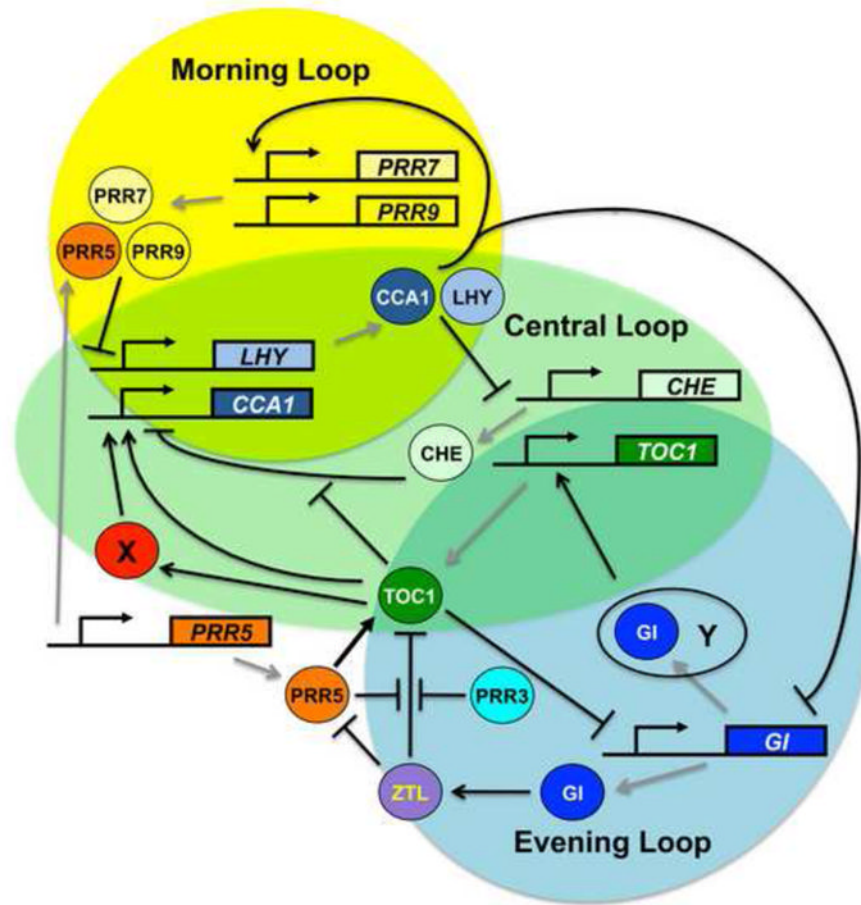 Morning Loop
PRR7
PRR7
PRR9
PRR5
PRR9
CCA1
LHY
Central Loop
LHY
CHE
CCA1
CHE
TOC1
X
TOC1
GI
Y
PRR5
PRR5
PRR3
GI
ZTL
GI
Evening Loop